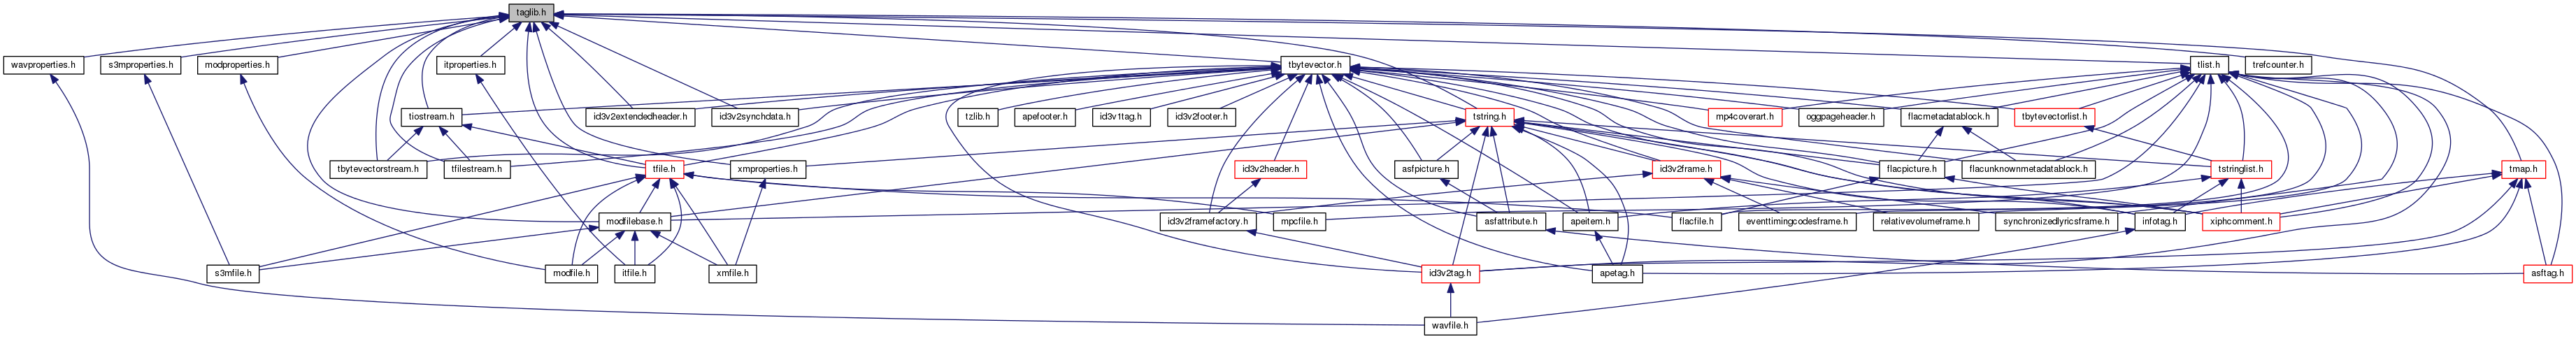 taglib.h
wavproperties.h
s3mproperties.h
modproperties.h
itproperties.h
tbytevector.h
tlist.h
trefcounter.h
tiostream.h
id3v2extendedheader.h
id3v2synchdata.h
tzlib.h
apefooter.h
id3v1tag.h
id3v2footer.h
tstring.h
mp4coverart.h
oggpageheader.h
flacmetadatablock.h
tbytevectorlist.h
tbytevectorstream.h
tfilestream.h
tfile.h
xmproperties.h
asfpicture.h
id3v2header.h
id3v2frame.h
flacpicture.h
flacunknownmetadatablock.h
tstringlist.h
tmap.h
modfilebase.h
id3v2framefactory.h
mpcfile.h
asfattribute.h
apeitem.h
flacfile.h
eventtimingcodesframe.h
relativevolumeframe.h
synchronizedlyricsframe.h
infotag.h
xiphcomment.h
s3mfile.h
modfile.h
itfile.h
xmfile.h
id3v2tag.h
apetag.h
asftag.h
wavfile.h